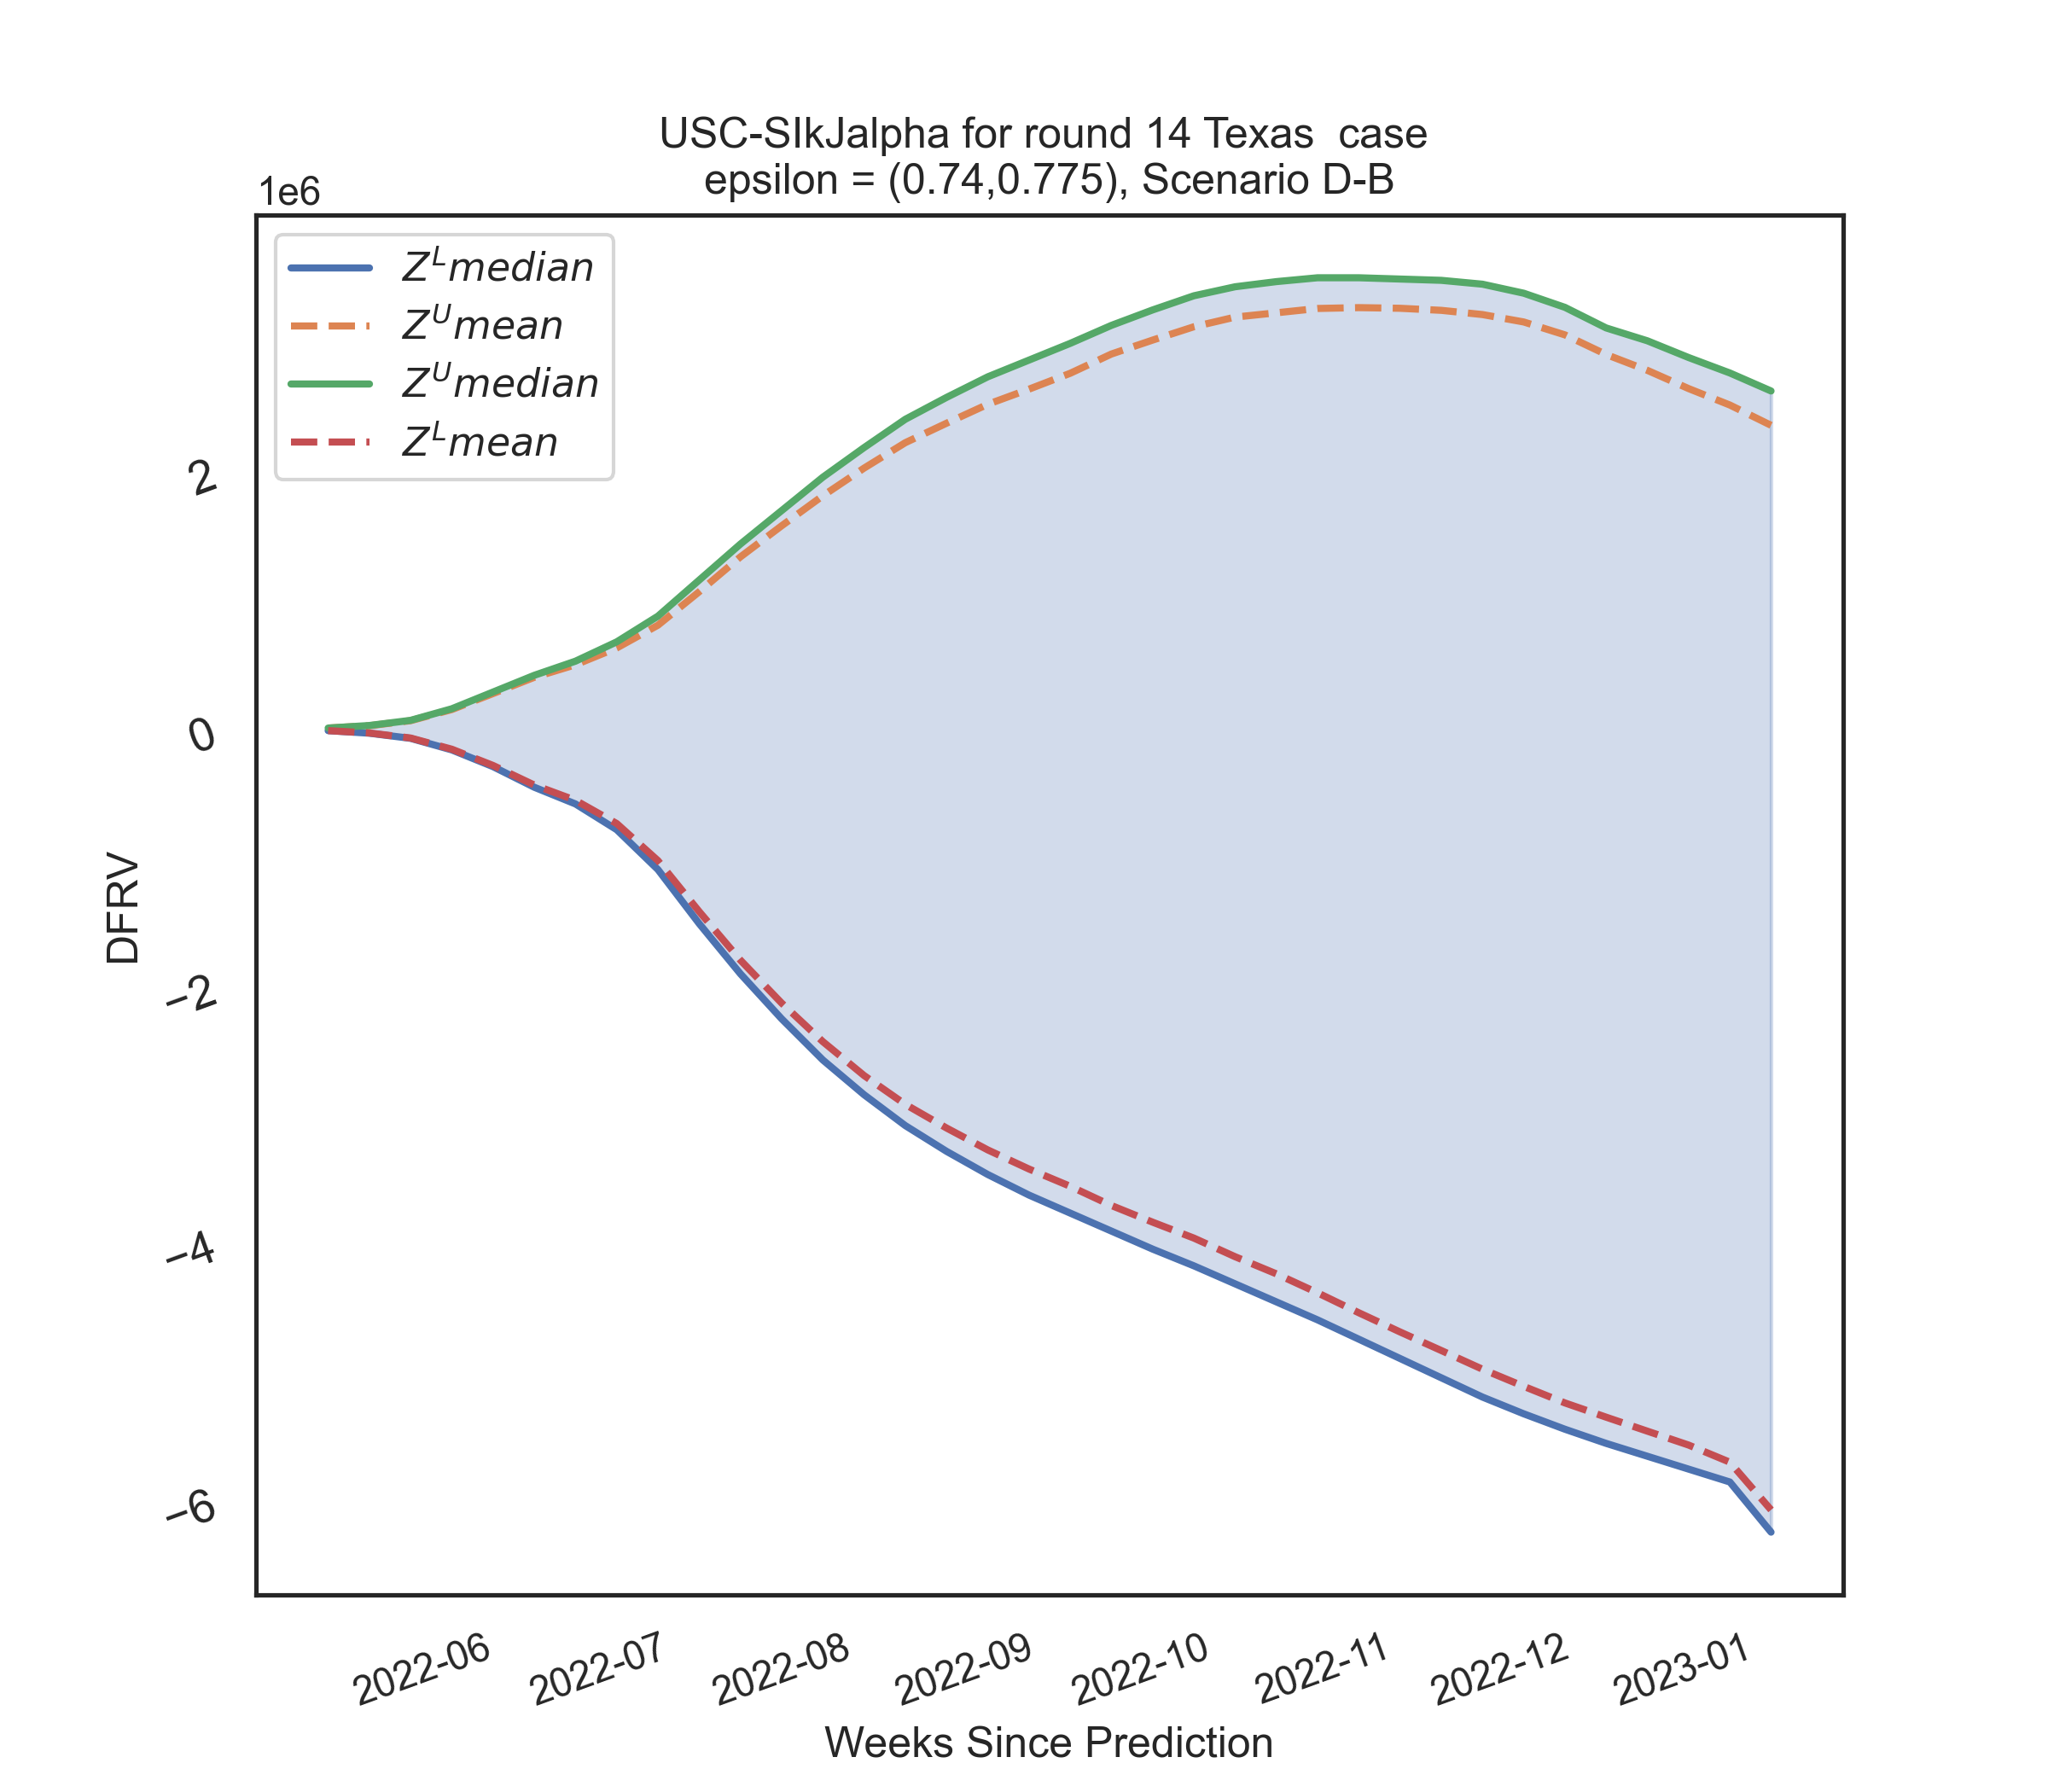 USC-SIkJalpha for round 14 Texas  case
epsilon = (0.74,0.775), Scenario D-B
1e6
Z^L median
Z^U mean
Z^U median
Z^L mean
2
0
−2
−4
−6
DFRV
2022-06
2022-07
2022-08
2022-09
2022-10
2022-11
2022-12
2023-01
Weeks Since Prediction